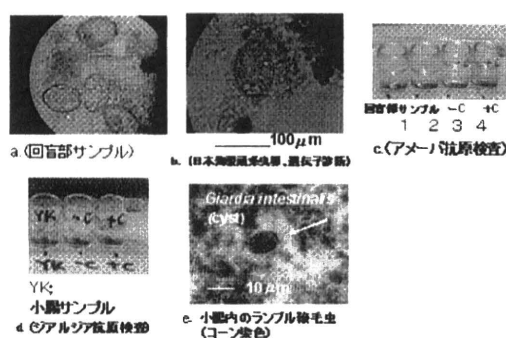 a.(回盲部サンプル)
100μm
b. (日本海裂頭条虫卵、遺伝子診断)
回盲部サンプル −C +C
1 2 3 4
c.(アメーバ抗原検査)
YK −C +C
YK −C +C
YK;
小腸サンプル
d.(ジアルジア抗原検査)
Giardia intestinalis
(cyst)
10μm
e. 小腸内のランブル鞭毛虫
(コーン染色)